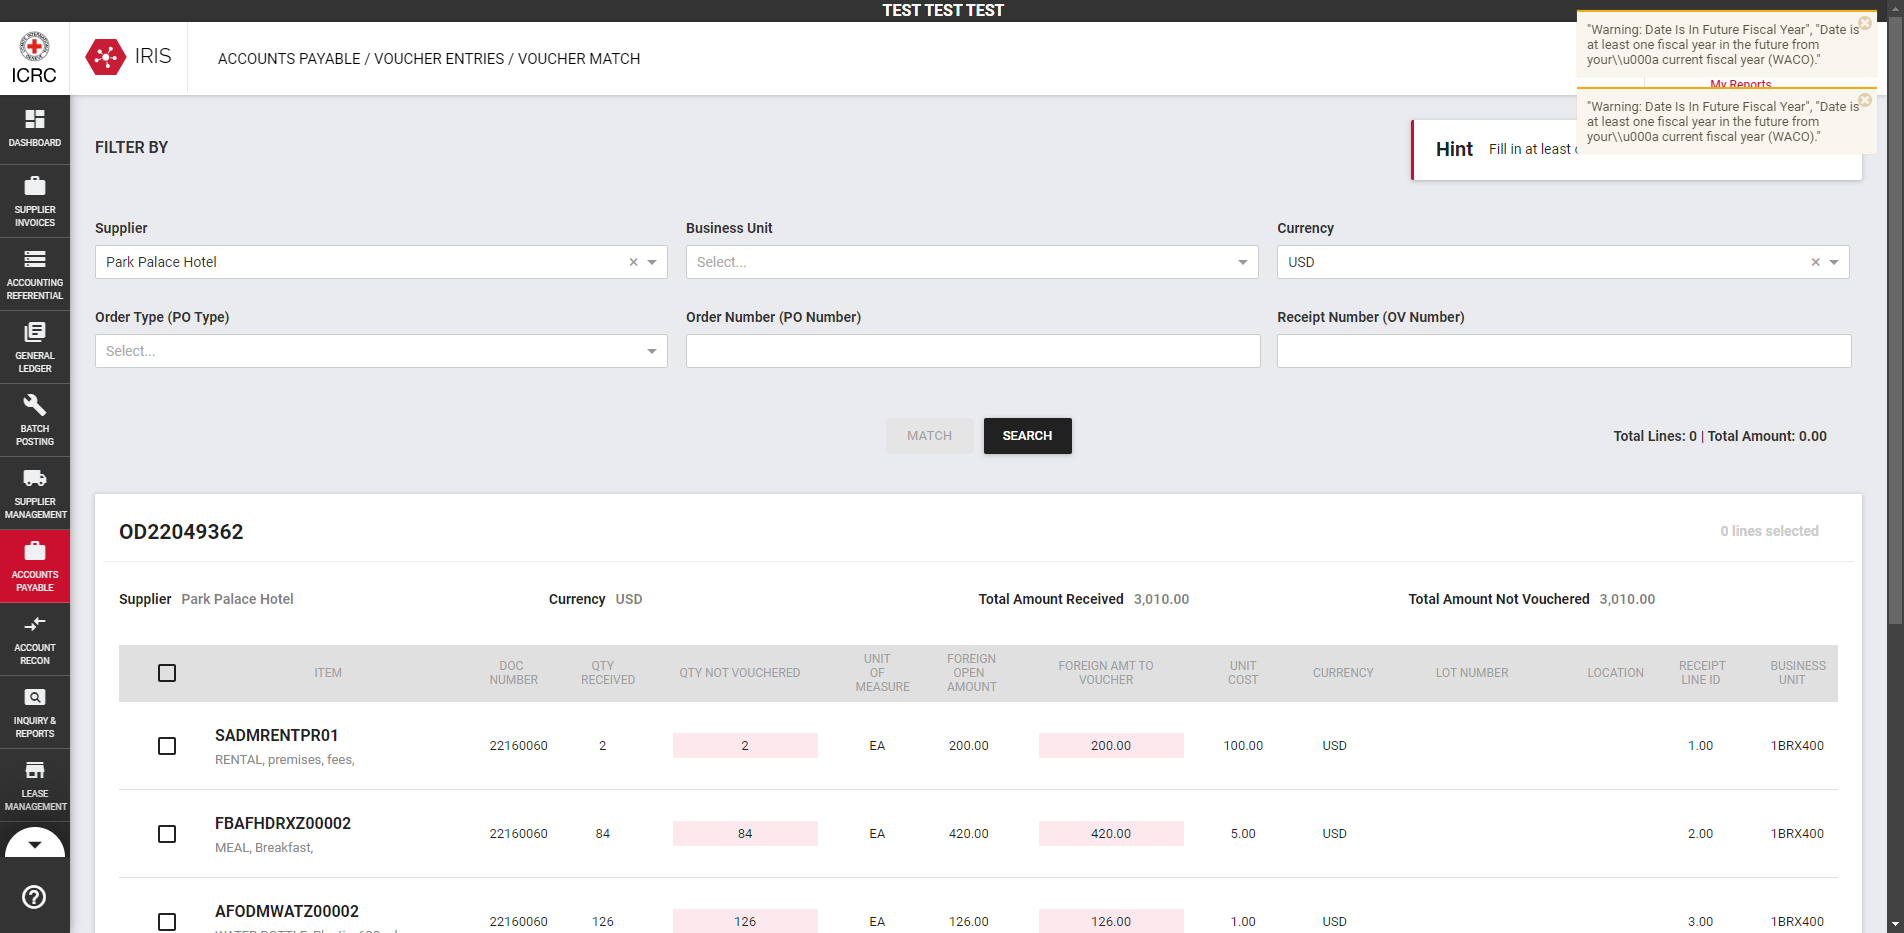 TEST TEST TEST
ICRC
IRIS
ACCOUNTS PAYABLE / VOUCHER ENTRIES / VOUCHER MATCH
"Warning: Date Is In Future Fiscal Year", "Date is
at least one fiscal year in the future from
your\\u000a current fiscal year (WACO)."
My Reports
"Warning: Date Is In Future Fiscal Year", "Date is
at least one fiscal year in the future from
your\\u000a current fiscal year (WACO)."
DASHBOARD
SUPPLIER
INVOICES
ACCOUNTING
REFERENTIAL
GENERAL
LEDGER
BATCH
POSTING
SUPPLIER
MANAGEMENT
ACCOUNTS
PAYABLE
ACCOUNT
RECON
INQUIRY &
REPORTS
LEASE
MANAGEMENT
FILTER BY
Hint Fill in at least
Supplier Business Unit Currency
Park Palace Hotel Select... USD
Order Type (PO Type) Order Number (PO Number) Receipt Number (OV Number)
Select...
MATCH SEARCH Total Lines: 0 | Total Amount: 0.00
OD22049362 0 lines selected
Supplier Park Palace Hotel Currency USD Total Amount Received 3,010.00 Total Amount Not Vouchered 3,010.00
ITEM DOC NUMBER QTY RECEIVED QTY NOT VOUCHERED UNIT OF MEASURE FOREIGN OPEN AMOUNT FOREIGN AMT TO VOUCHER UNIT COST CURRENCY LOT NUMBER LOCATION RECEIPT LINE ID BUSINESS UNIT
SADMRENTPR01 22160060 2 2 EA 200.00 200.00 100.00 USD 1.00 1BRX400
RENTAL, premises, fees,
FBAFHDRXZ00002 22160060 84 84 EA 420.00 420.00 5.00 USD 2.00 1BRX400
MEAL, Breakfast,
AFODMWATZ00002 22160060 126 126 EA 126.00 126.00 1.00 USD 3.00 1BRX400